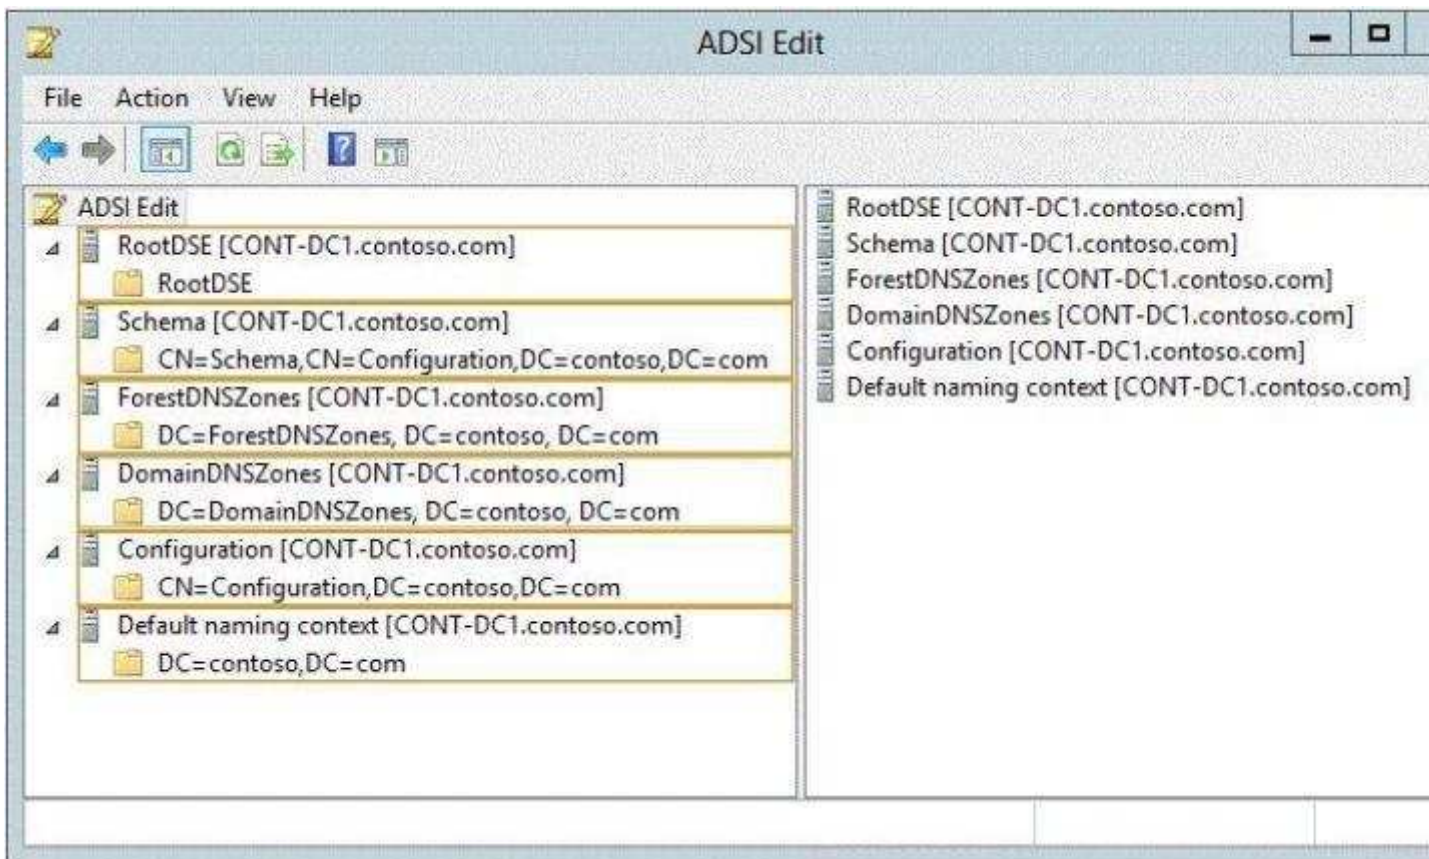 ADSI Edit
File Action View Help
ADSI Edit
RootDSE [CONT-DC1.contoso.com]
RootDSE
Schema [CONT-DC1.contoso.com]
CN=Schema,CN=Configuration,DC=contoso,DC=com
ForestDNSZones [CONT-DC1.contoso.com]
DC=ForestDNSZones, DC=contoso, DC=com
DomainDNSZones [CONT-DC1.contoso.com]
DC=DomainDNSZones, DC=contoso, DC=com
Configuration [CONT-DC1.contoso.com]
CN=Configuration,DC=contoso,DC=com
Default naming context [CONT-DC1.contoso.com]
DC=contoso,DC=com
RootDSE [CONT-DC1.contoso.com]
Schema [CONT-DC1.contoso.com]
ForestDNSZones [CONT-DC1.contoso.com]
DomainDNSZones [CONT-DC1.contoso.com]
Configuration [CONT-DC1.contoso.com]
Default naming context [CONT-DC1.contoso.com]